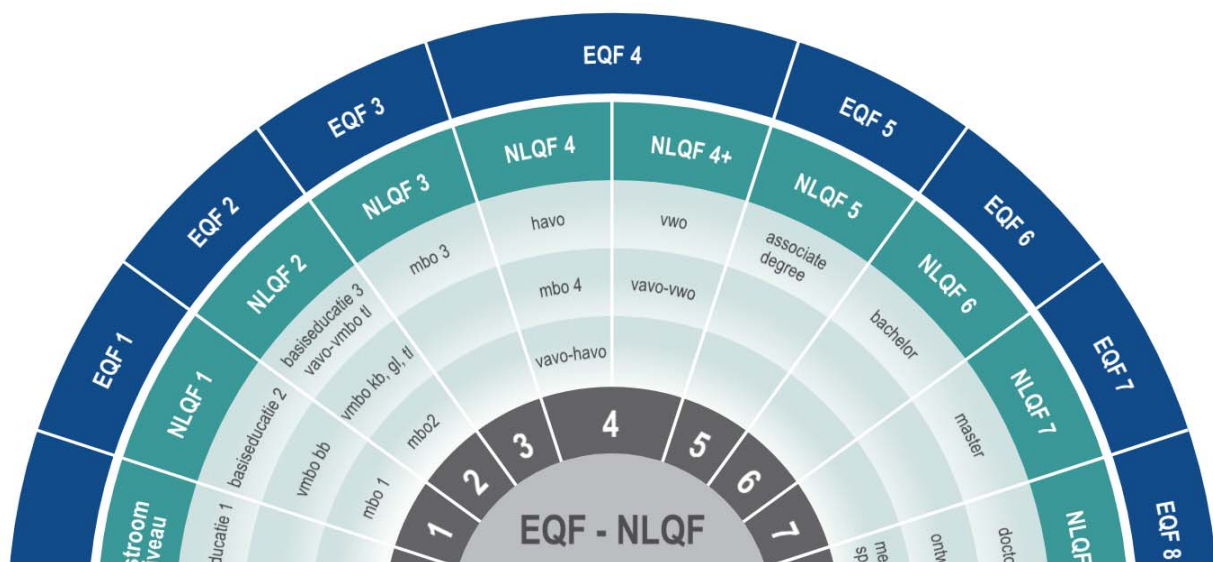 EQF 1
EQF 2
EQF 3
EQF 4
EQF 5
EQF 6
EQF 7
EQF 8
NLQF 1
NLQF 2
NLQF 3
NLQF 4
NLQF 4+
NLQF 5
NLQF 6
NLQF 7
NLQF
basiseducatie 2
vmbo bb
mbo 1
basiseducatie 3
vavo-vmbo tl
vmbo kb, gl, tl
mbo2
mbo 3
havo
mbo 4
vavo-havo
vwo
vavo-vwo
associate
degree
bachelor
master
1
2
3
4
5
6
7
EQF - NLQF